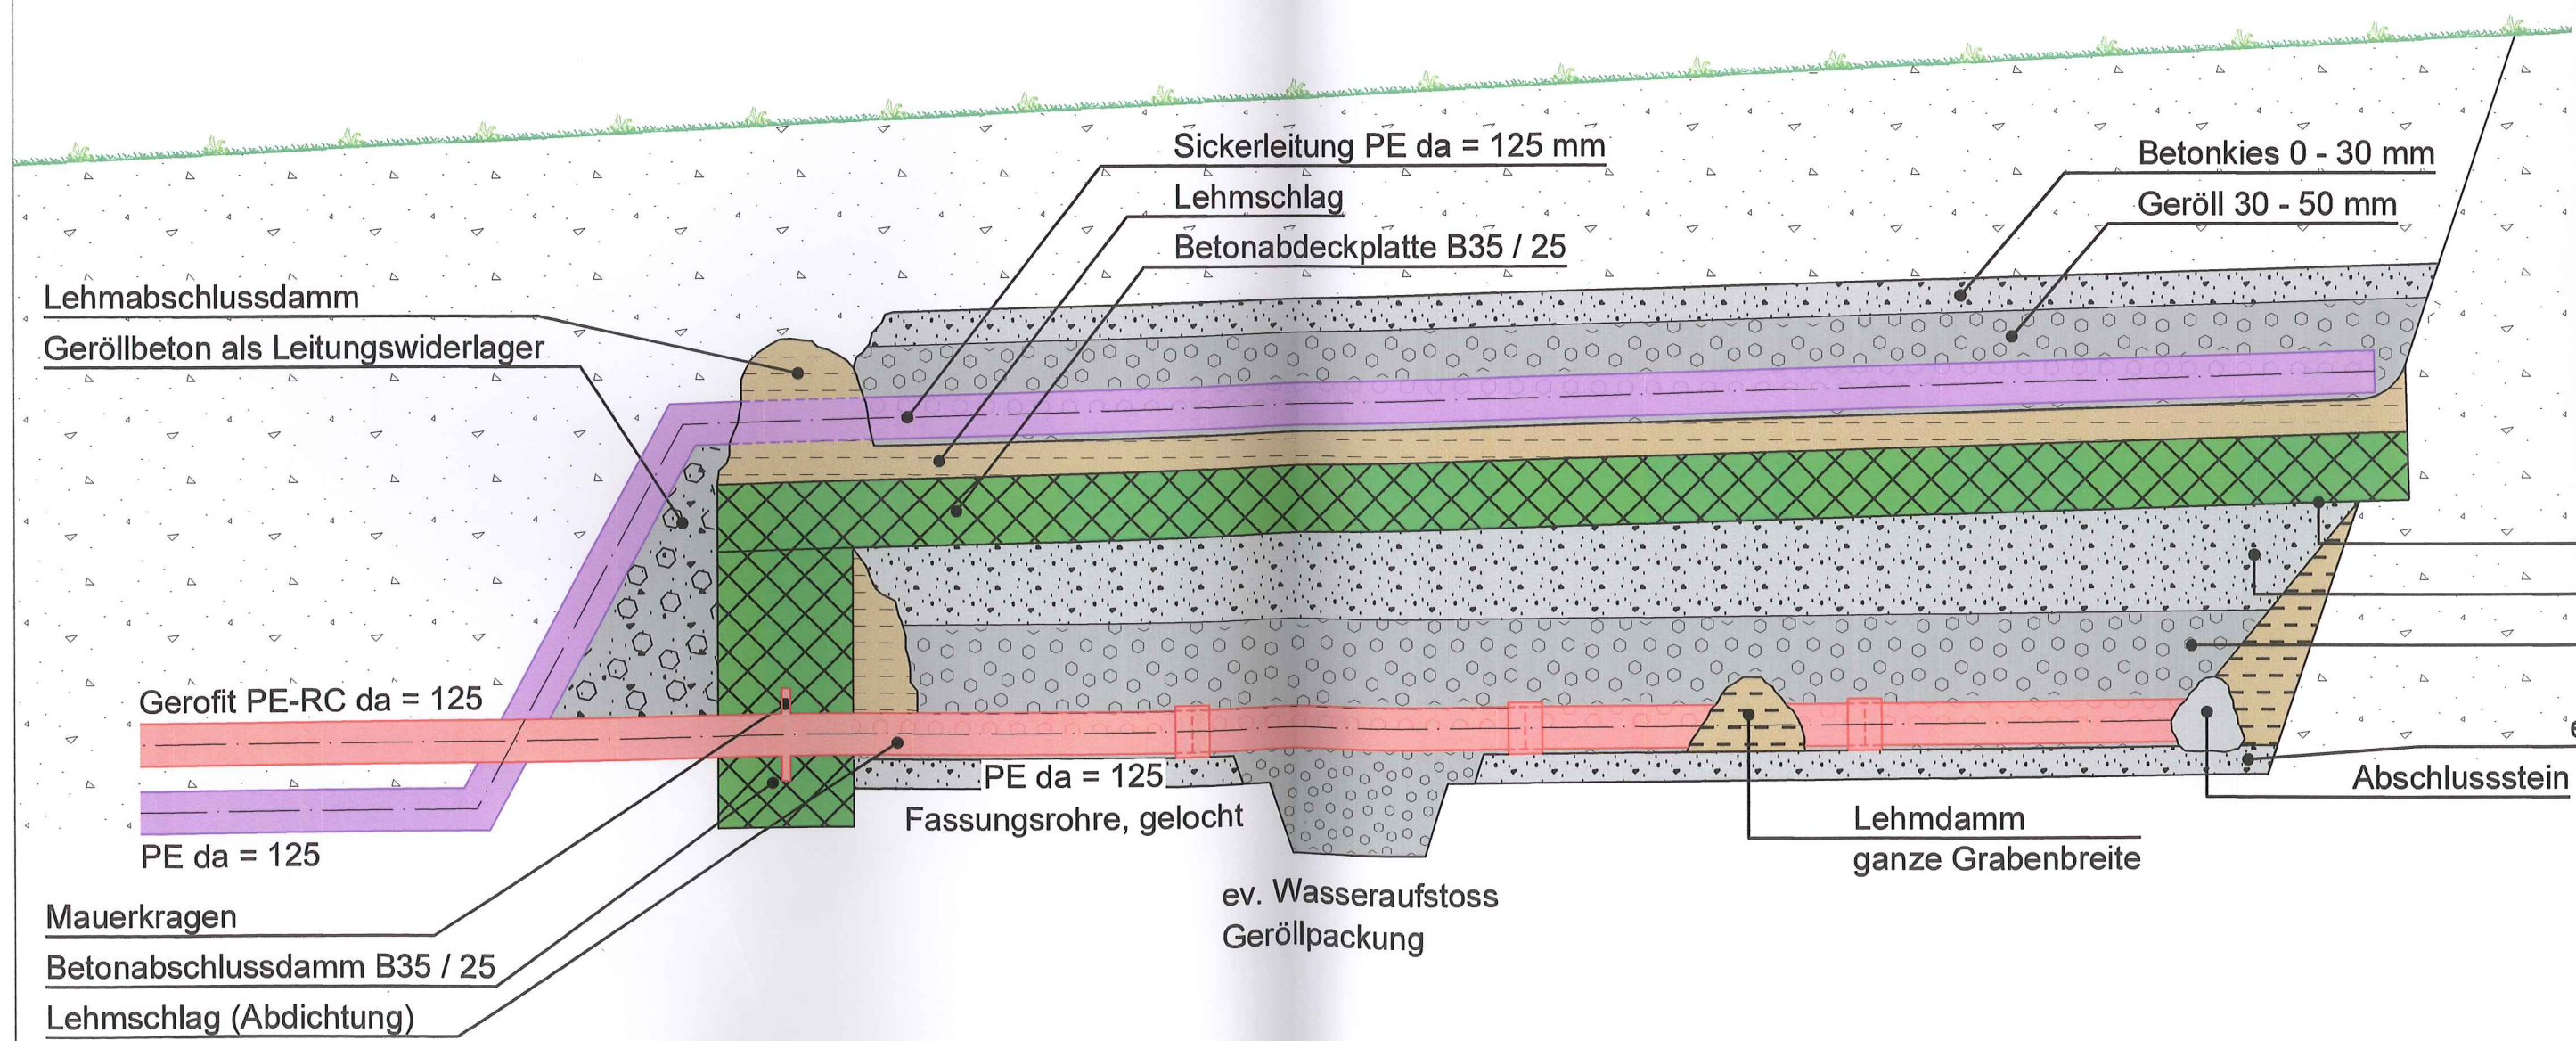 Sickerleitung PE da = 125 mm
Lehmschlag
Betonabdeckplatte B35 / 25
Betonkies 0 - 30 mm
Geröll 30 - 50 mm
Lehmabschlussdamm
Geröllbeton als Leitungswiderlager
Gerofit PE-RC da = 125
PE da = 125
PE da = 125
Fassungsrohre, gelocht
Abschlussstein
Lehmdamm
ganze Grabenbreite
ev. Wasseraufstoss
Geröllpackung
Mauerkragen
Betonabschlussdamm B35 / 25
Lehmschlag (Abdichtung)